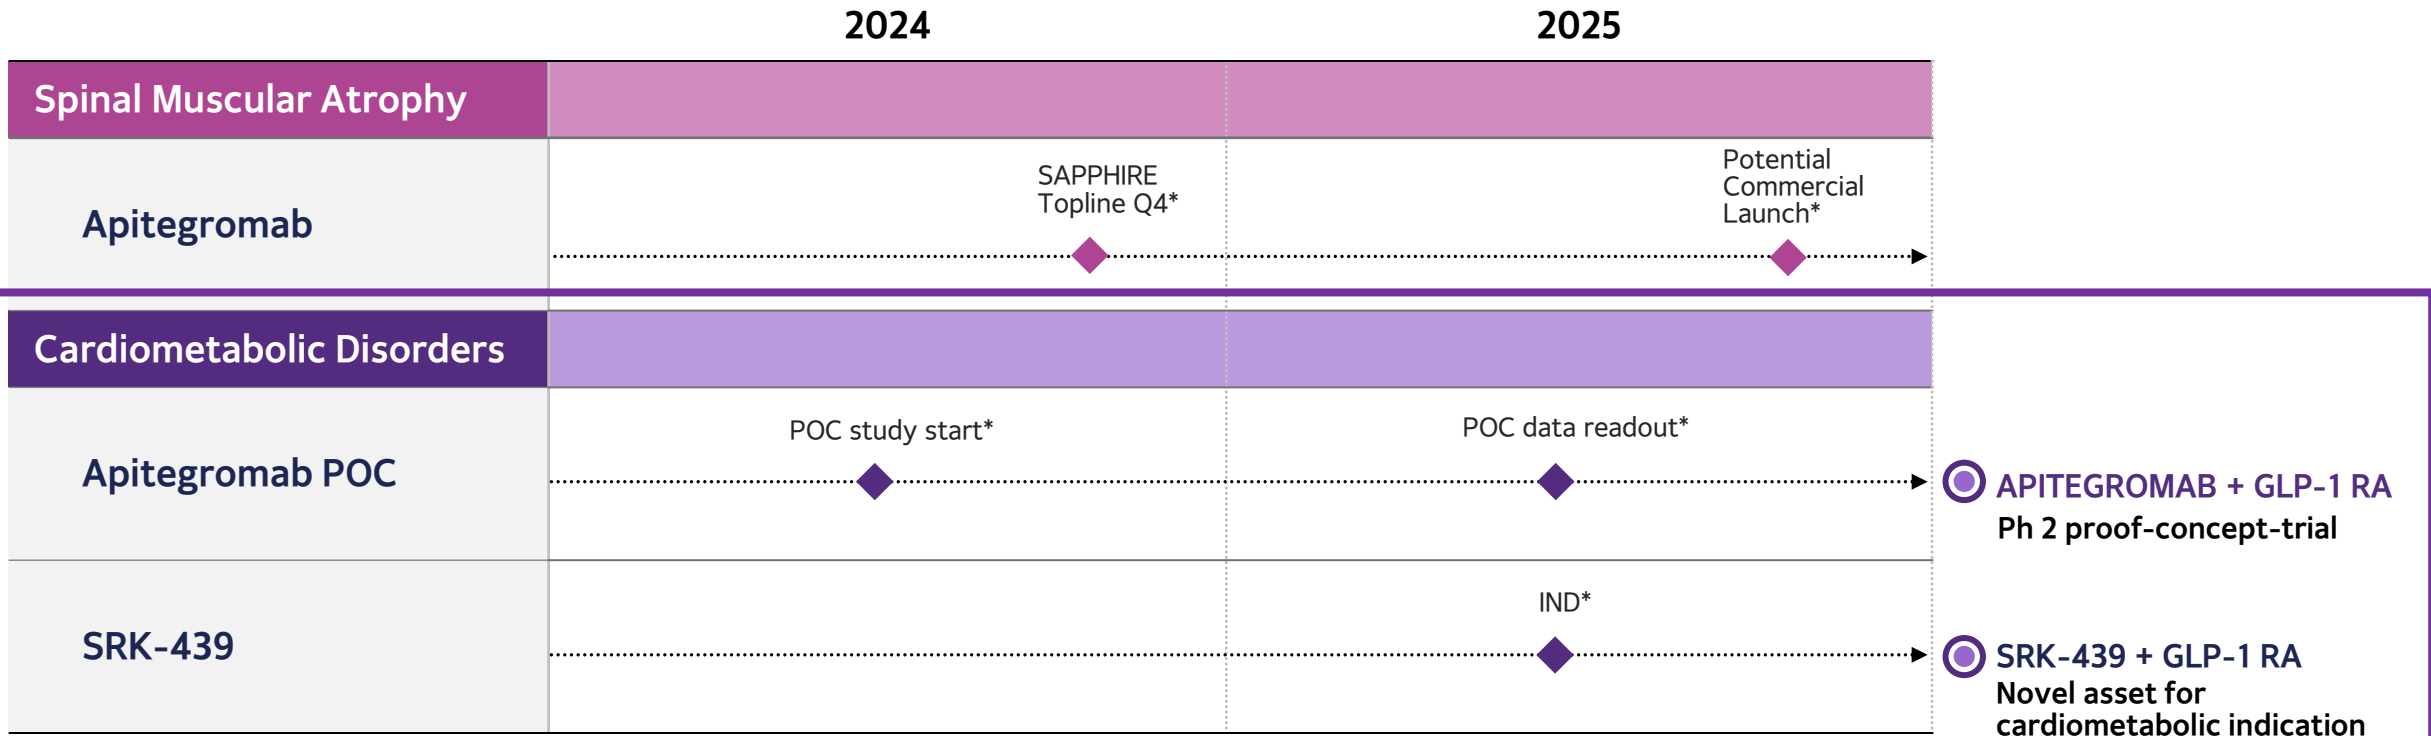 2024
2025
Spinal Muscular Atrophy
Apitegromab
SAPPHIRE
Topline Q4*
Potential
Commercial
Launch*
Cardiometabolic Disorders
Apitegromab POC
POC study start*
POC data readout*
APITEGROMAB + GLP-1 RA
Ph 2 proof-concept-trial
SRK-439
IND*
SRK-439 + GLP-1 RA
Novel asset for
cardiometabolic indication